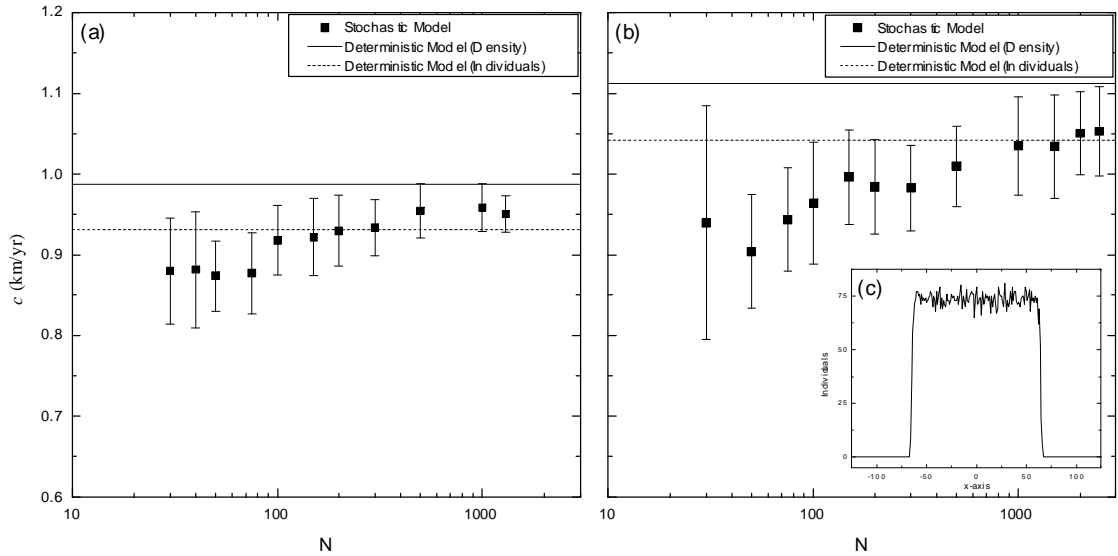 (a)
Stochastic Model
Deterministic Model (Density)
Deterministic Model (Individuals)
c (km/yr)
1.2
1.1
1.0
0.9
0.8
0.7
0.6
10
100
1000
N
(b)
Stochastic Model
Deterministic Model (Density)
Deterministic Model (Individuals)
10
100
1000
N
(c)
Individuals
75
50
25
0
-100
-50
0
50
100
x-axis